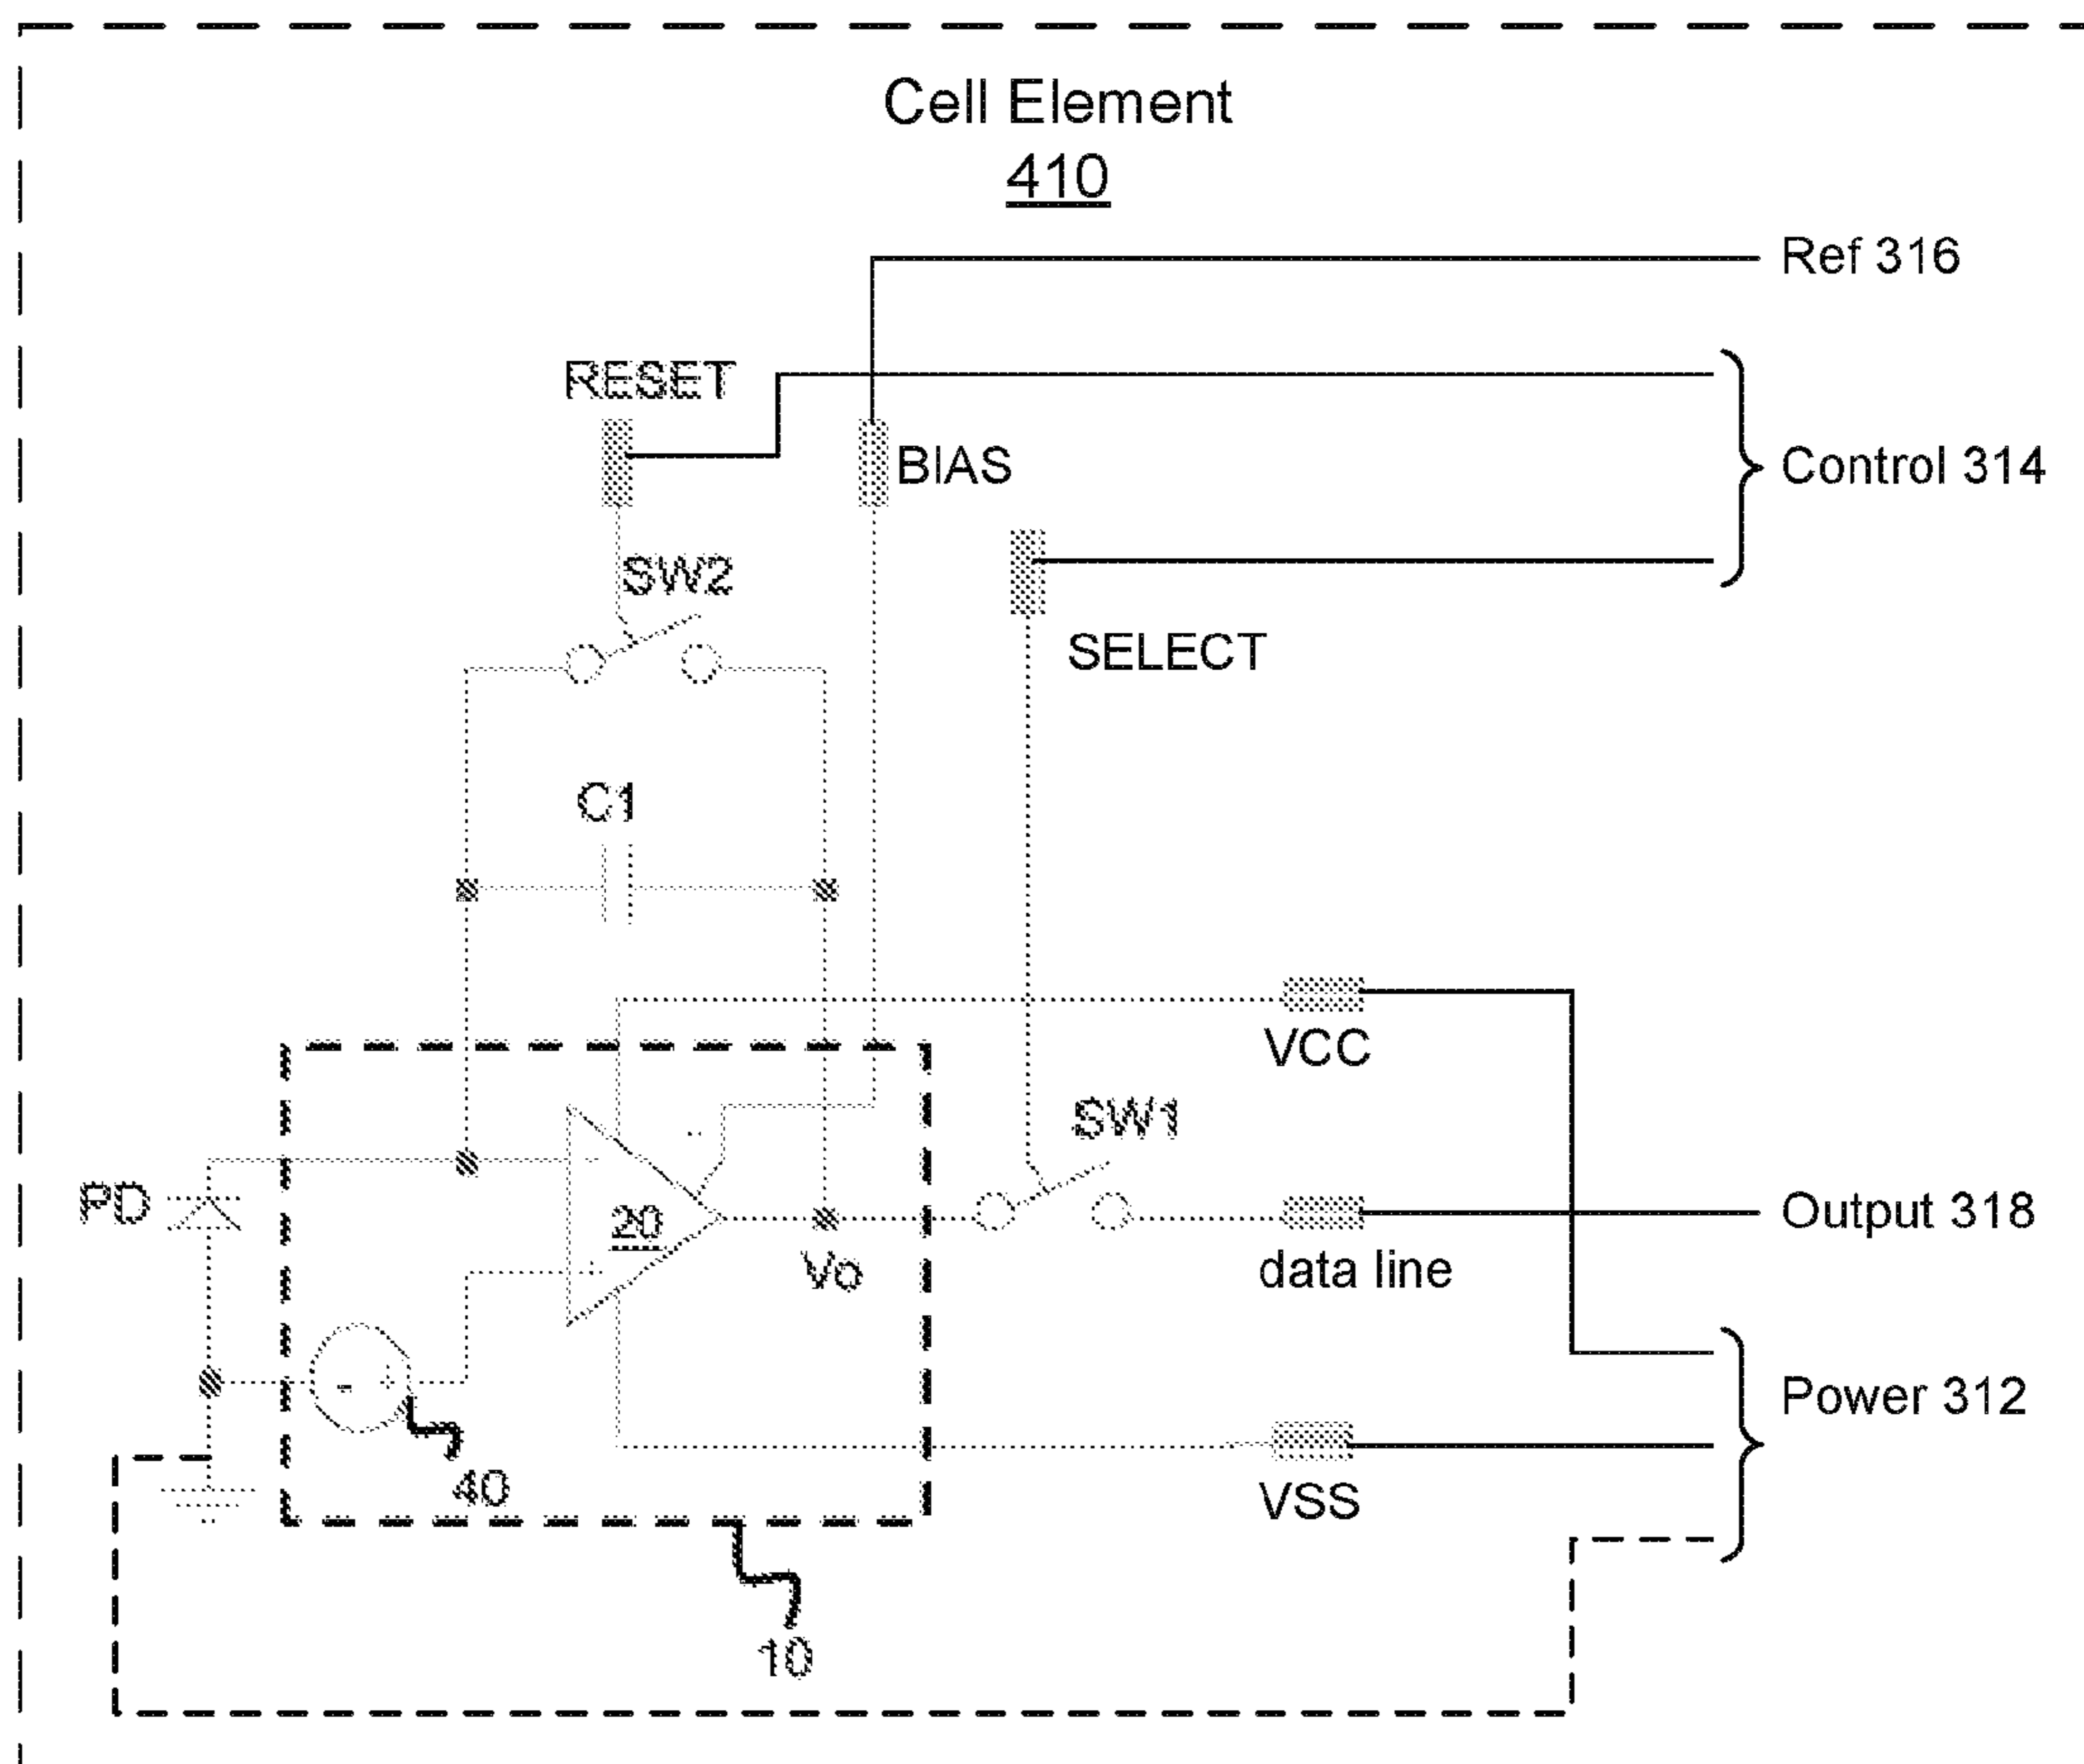 Cell Element
410
Ref 316
RESET
BIAS
Control 314
SW2
SELECT
C1
VCC
SW1
PD
20
Vo
Output 318
data line
Power 312
40
VSS
10